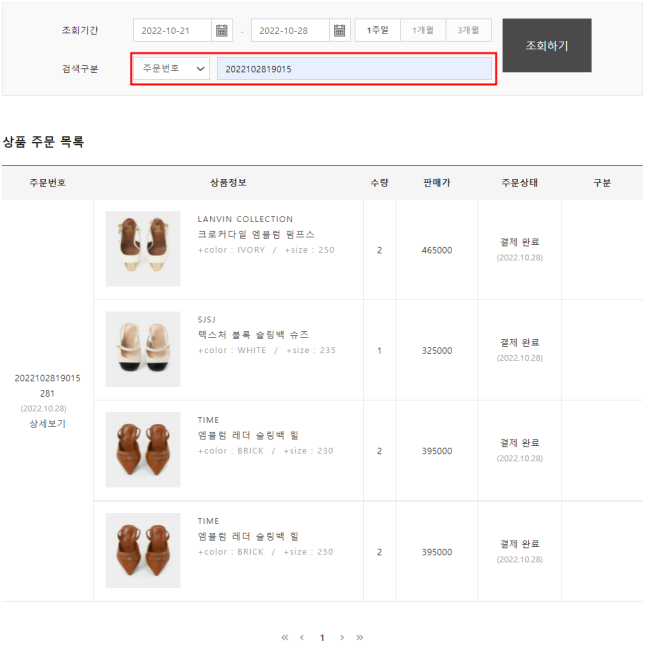 조회기간 2022-10-21 - 2022-10-28 1주일 1개월 3개월
조회하기
검색구분 주문번호 2022102819015
상품 주문 목록
주문번호 상품정보 수량 판매가 주문상태 구분
LANVIN COLLECTION
크로커다일 엠블럼 펌프스
+color : IVORY / +size : 250
2 465000 결제 완료
(2022.10.28)
SJSJ
텍스처 블록 슬링백 슈즈
+color : WHITE / +size : 235
1 325000 결제 완료
(2022.10.28)
2022102819015
281
(2022.10.28)
상세보기
TIME
엠블럼 레더 슬링백 힐
+color : BRICK / +size : 230
2 395000 결제 완료
(2022.10.28)
TIME
엠블럼 레더 슬링백 힐
+color : BRICK / +size : 250
2 395000 결제 완료
(2022.10.28)
« ‹ 1 › »